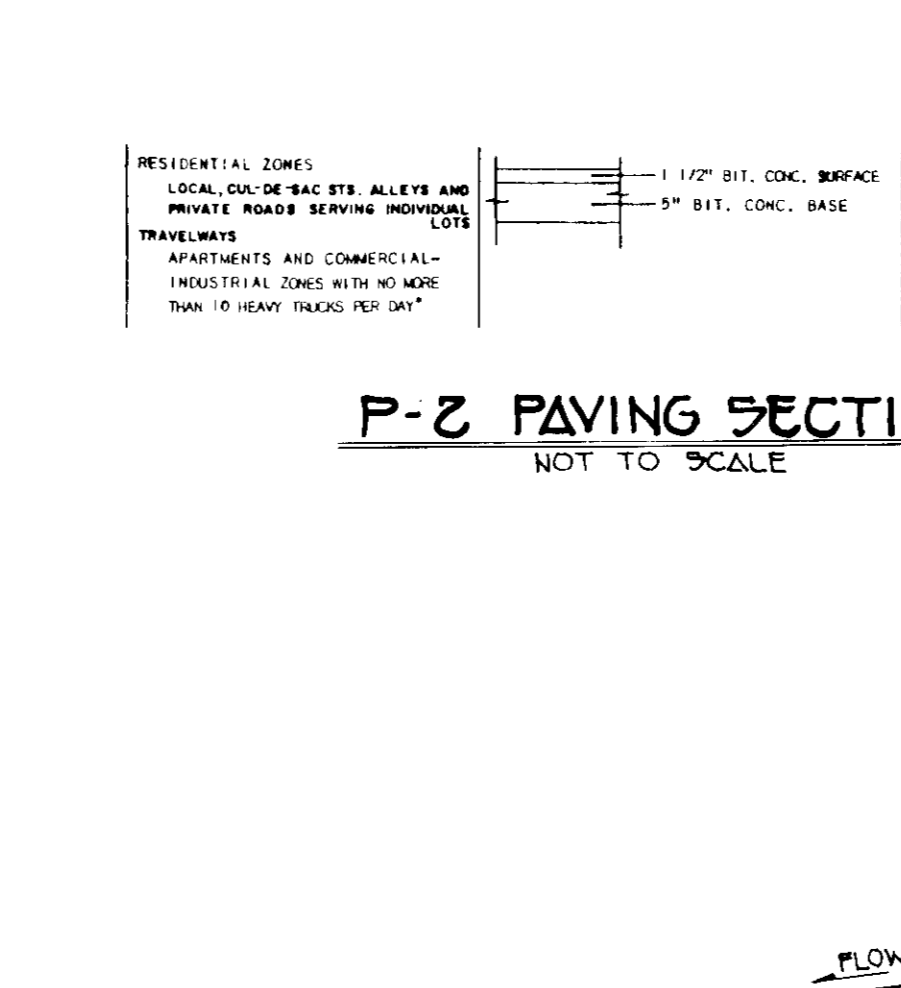 RESIDENTIAL ZONES
LOCAL, CUL-DE-SAC STS. ALLEYS AND
PRIVATE ROADS SERVING INDIVIDUAL
LOTS
TRAVELWAYS
APARTMENTS AND COMMERCIAL-
INDUSTRIAL ZONES WITH NO MORE
THAN 10 HEAVY TRUCKS PER DAY*
1 1/2" BIT. CONC. SURFACE
5" BIT. CONC. BASE
P-2 PAVING SECTI
NOT TO SCALE
FLOW